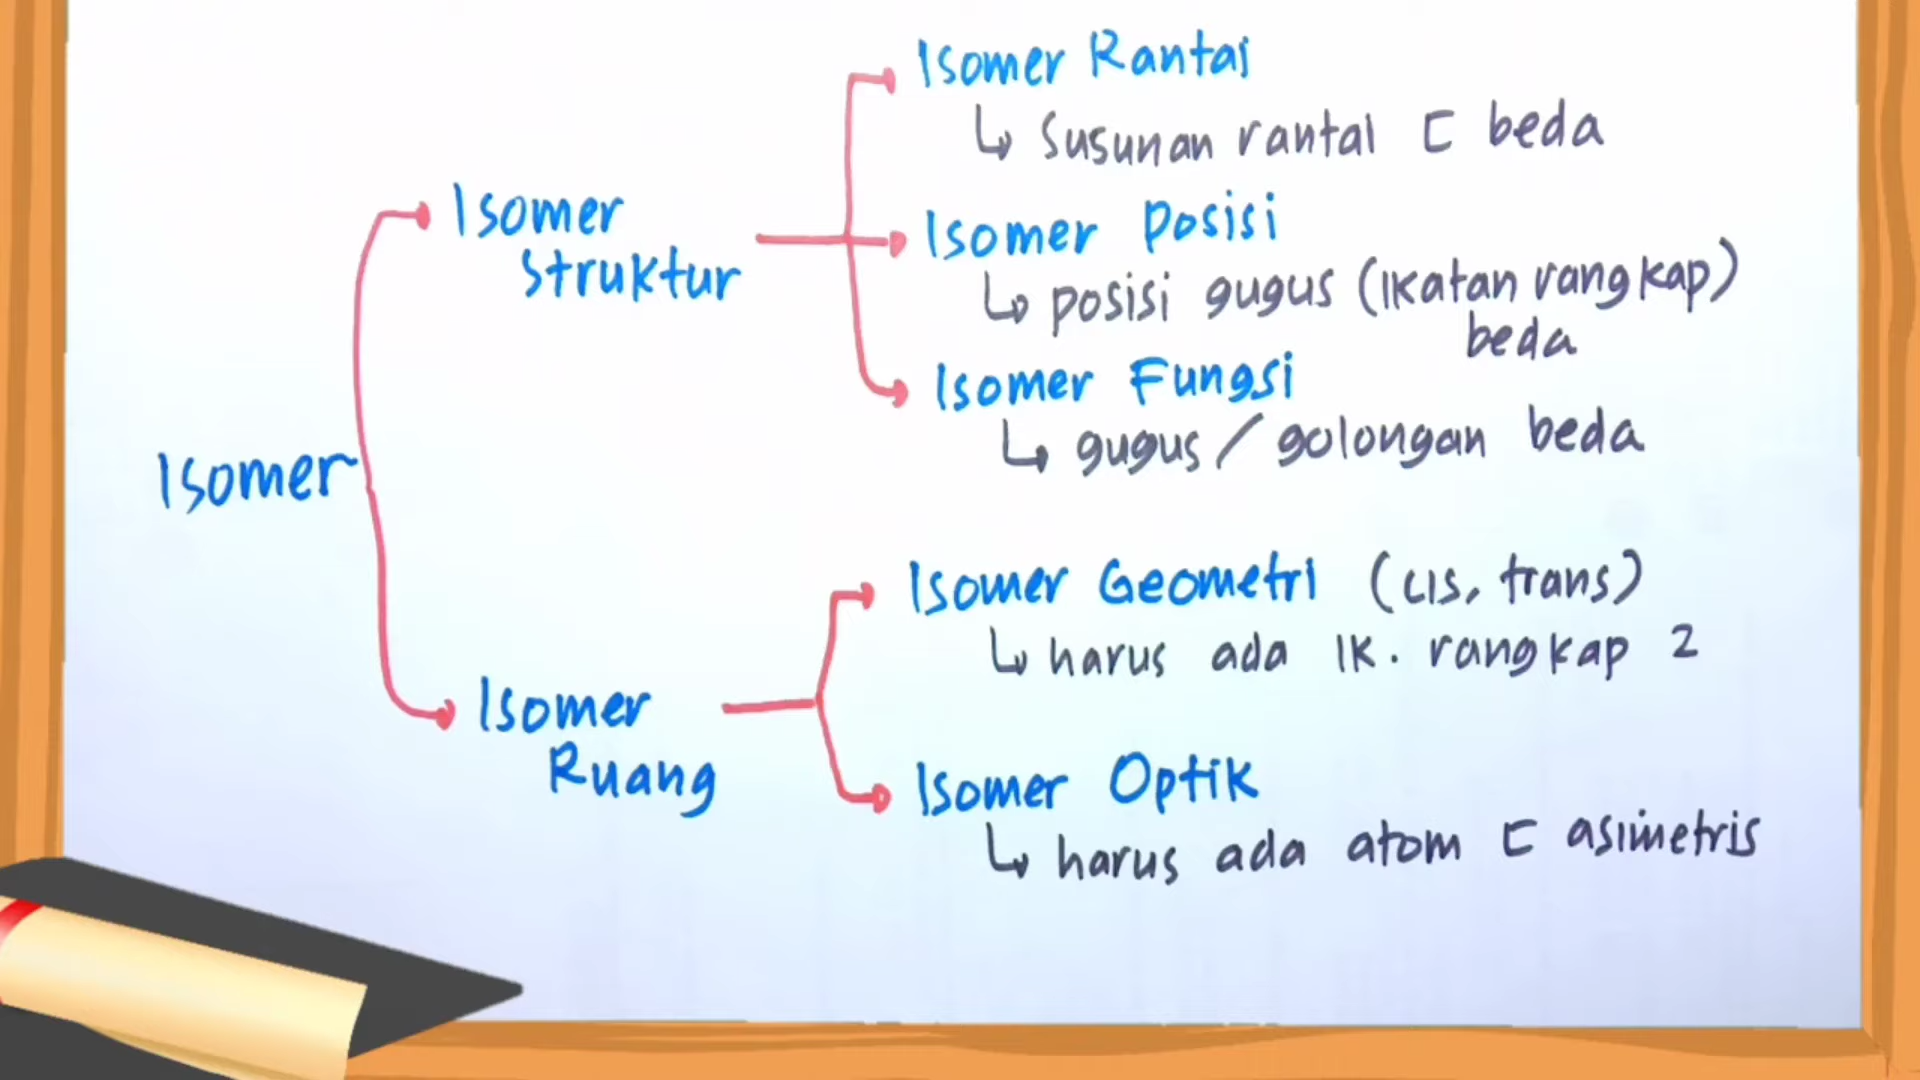 Isomer
Isomer
Struktur
Isomer Rantai
↳ Susunan rantai C beda
Isomer Posisi
↳ posisi gugus (Ikatan rangkap)
beda
Isomer Fungsi
↳ gugus / golongan beda
Isomer
Ruang
Isomer Geometri (cis, trans)
↳ harus ada Ik. rangkap 2
Isomer Optik
↳ harus ada atom C asimetris